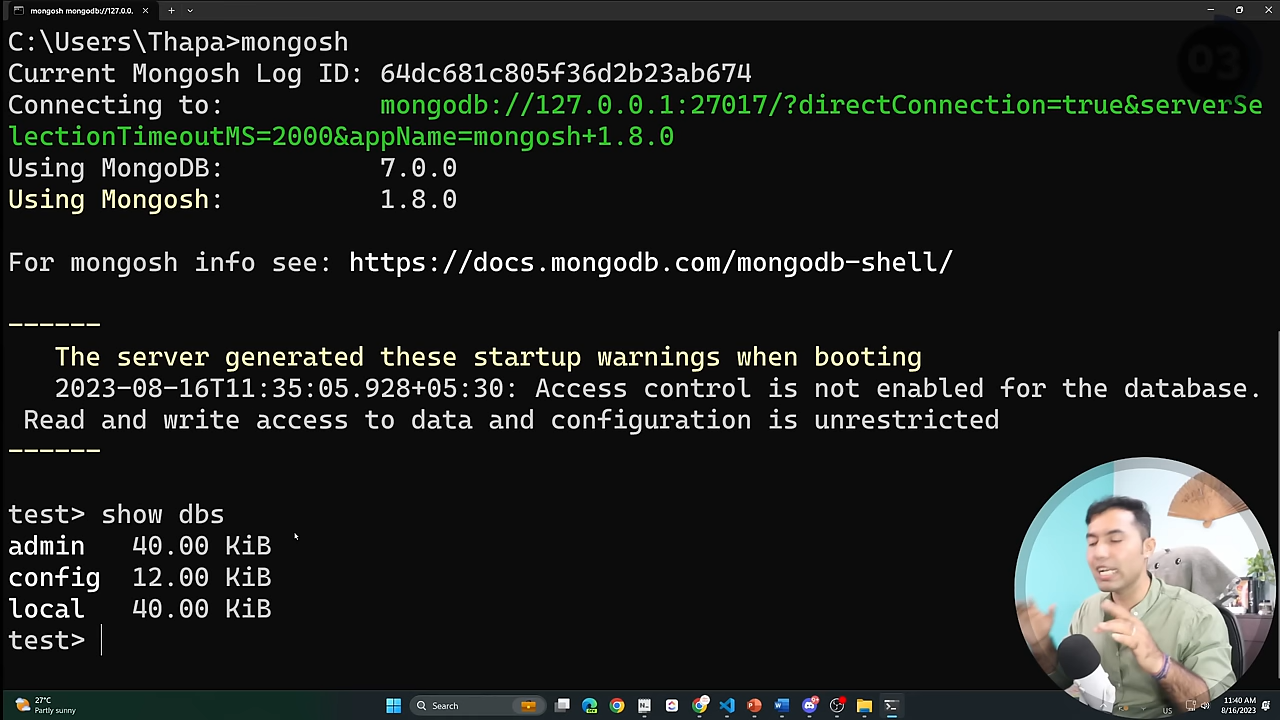 mongosh mongodb://127.0.0.
03
C:\Users\Thapa>mongosh
Current Mongosh Log ID: 64dc681c805f36d2b23ab674
Connecting to: mongodb://127.0.0.1:27017/?directConnection=true&serverSe
lectionTimeoutMS=2000&appName=mongosh+1.8.0
Using MongoDB: 7.0.0
Using Mongosh: 1.8.0
For mongosh info see: https://docs.mongodb.com/mongodb-shell/
------
The server generated these startup warnings when booting
2023-08-16T11:35:05.928+05:30: Access control is not enabled for the database.
Read and write access to data and configuration is unrestricted
------
test> show dbs
admin 40.00 KiB
config 12.00 KiB
local 40.00 KiB
test>
27°C
Partly sunny
Search
US
11:40 AM
8/16/2023